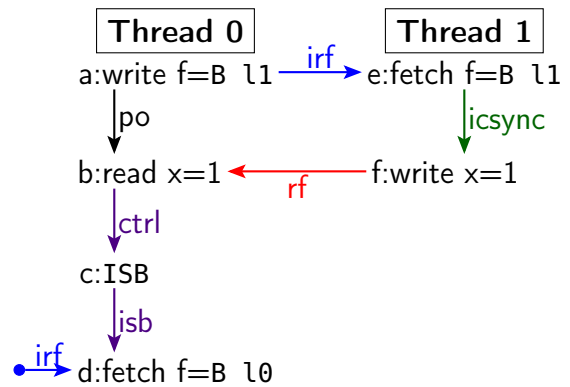 Thread 0
Thread 1
a:write f=B l1
irf
e:fetch f=B l1
po
icsync
b:read x=1
rf
f:write x=1
ctrl
c:ISB
isb
irf
d:fetch f=B l0